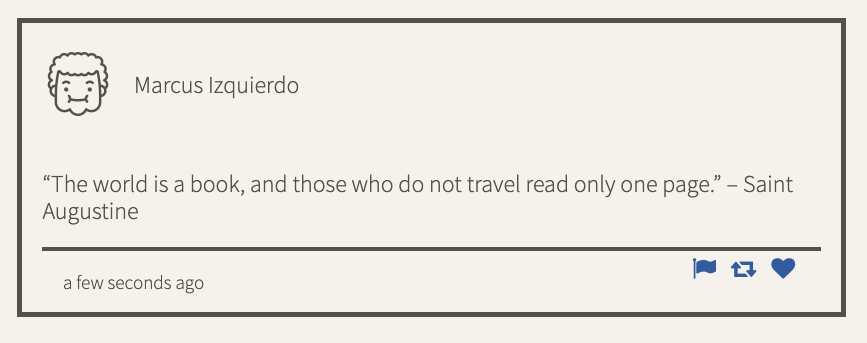 Marcus Izquierdo
“The world is a book, and those who do not travel read only one page.” – Saint
Augustine
a few seconds ago